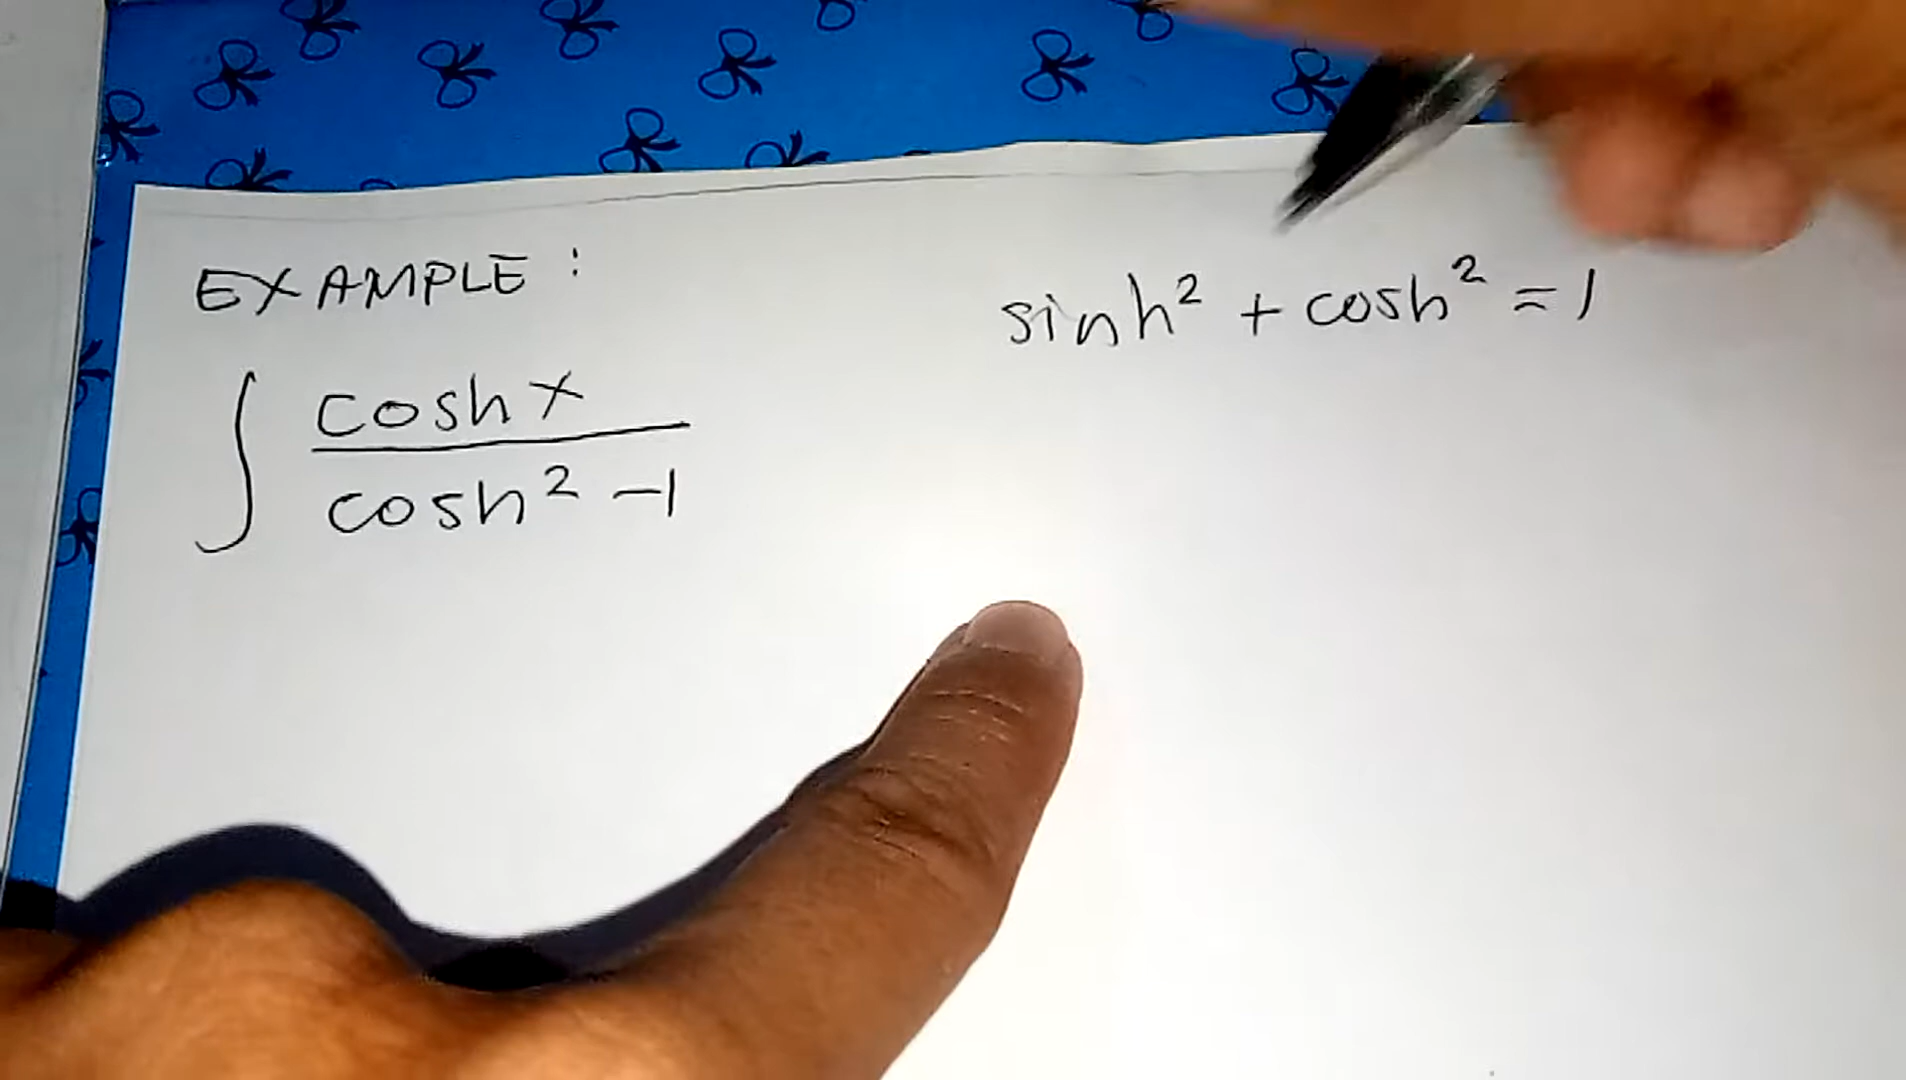 EXAMPLE :
sinh² + cosh² = 1
∫ cosh x
cosh² - 1